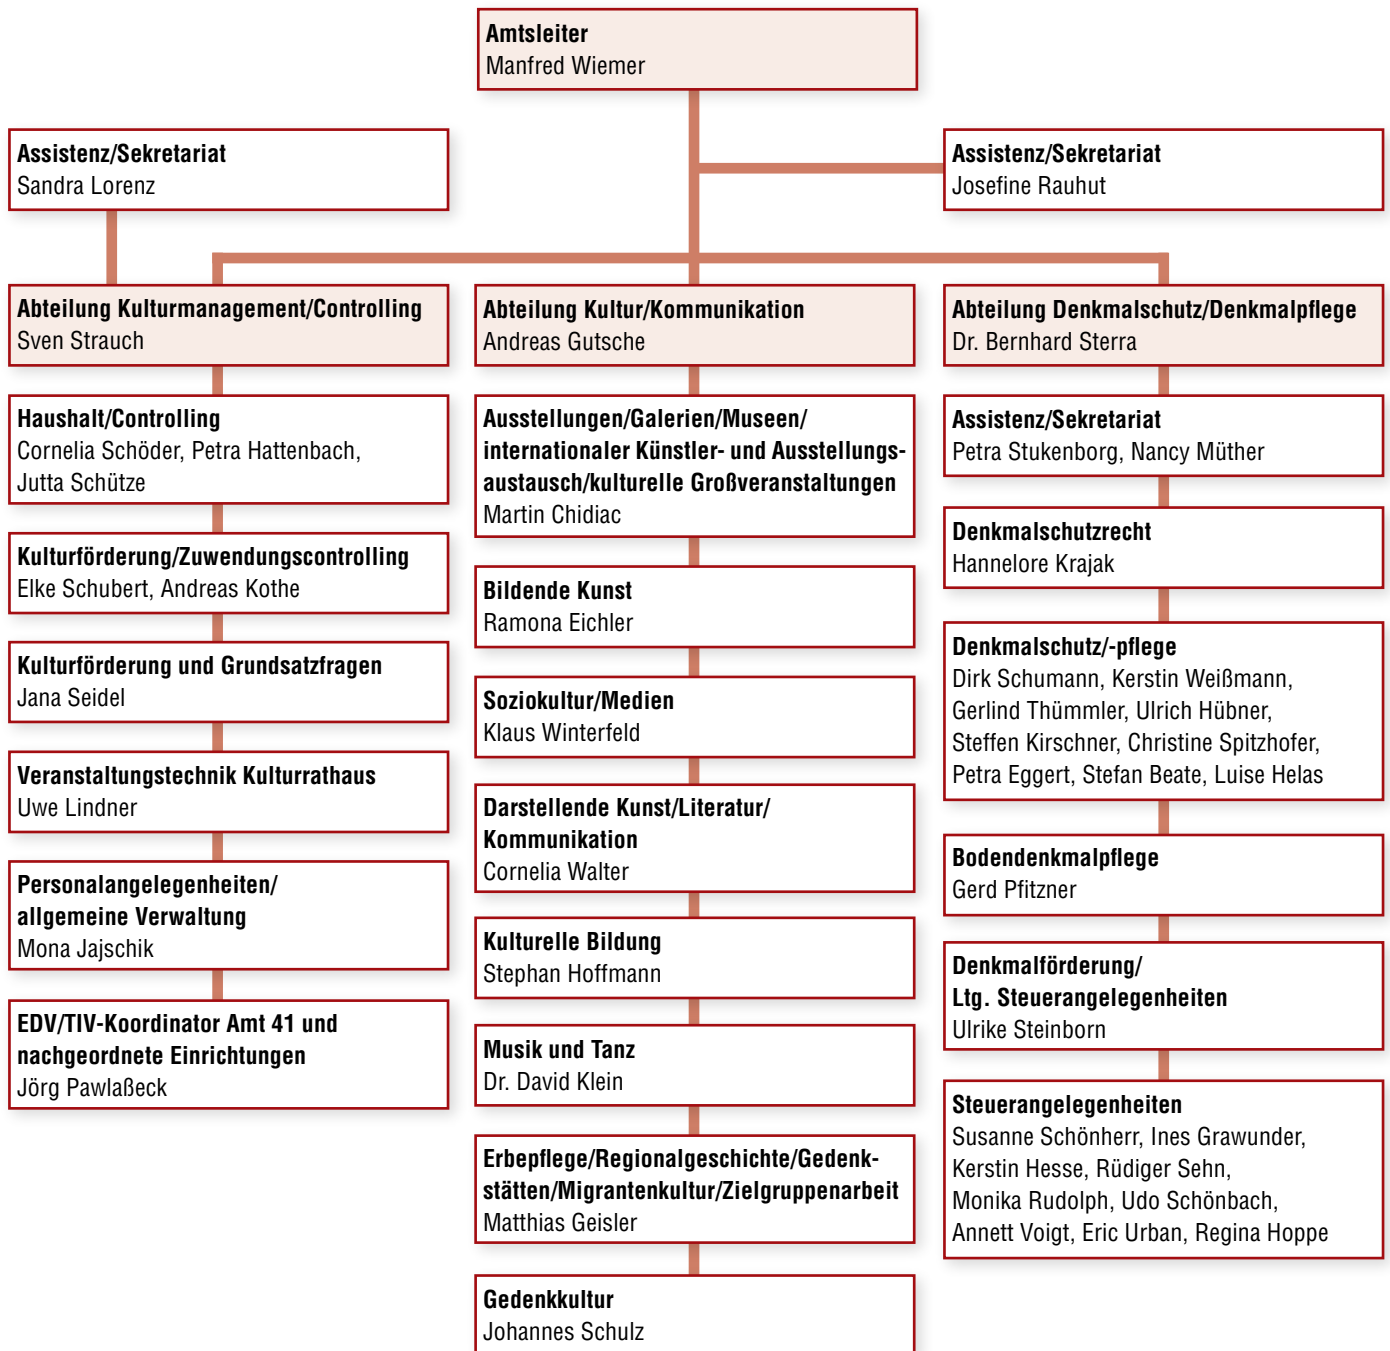 Amtsleiter
Manfred Wiemer
Assistenz/Sekretariat
Sandra Lorenz
Assistenz/Sekretariat
Josefine Rauhut
Abteilung Kulturmanagement/Controlling
Sven Strauch
Haushalt/Controlling
Cornelia Schöder, Petra Hattenbach,
Jutta Schütze
Kulturförderung/Zuwendungscontrolling
Elke Schubert, Andreas Kothe
Kulturförderung und Grundsatzfragen
Jana Seidel
Veranstaltungstechnik Kulturrathaus
Uwe Lindner
Personalangelegenheiten/
allgemeine Verwaltung
Mona Jajschik
EDV/TIV-Koordinator Amt 41 und
nachgeordnete Einrichtungen
Jörg Pawlaßeck
Abteilung Kultur/Kommunikation
Andreas Gutsche
Ausstellungen/Galerien/Museen/
internationaler Künstler- und Ausstellungs-
austausch/kulturelle Großveranstaltungen
Martin Chidiac
Bildende Kunst
Ramona Eichler
Soziokultur/Medien
Klaus Winterfeld
Darstellende Kunst/Literatur/
Kommunikation
Cornelia Walter
Kulturelle Bildung
Stephan Hoffmann
Musik und Tanz
Dr. David Klein
Erbepflege/Regionalgeschichte/Gedenk-
stätten/Migrantenkultur/Zielgruppenarbeit
Matthias Geisler
Gedenkkultur
Johannes Schulz
Abteilung Denkmalschutz/Denkmalpflege
Dr. Bernhard Sterra
Assistenz/Sekretariat
Petra Stukenborg, Nancy Müther
Denkmalschutzrecht
Hannelore Krajak
Denkmalschutz/-pflege
Dirk Schumann, Kerstin Weißmann,
Gerlind Thümmler, Ulrich Hübner,
Steffen Kirschner, Christine Spitzhofer,
Petra Eggert, Stefan Beate, Luise Helas
Bodendenkmalpflege
Gerd Pfitzner
Denkmalförderung/
Ltg. Steuerangelegenheiten
Ulrike Steinborn
Steuerangelegenheiten
Susanne Schönherr, Ines Grawunder,
Kerstin Hesse, Rüdiger Sehn,
Monika Rudolph, Udo Schönbach,
Annett Voigt, Eric Urban, Regina Hoppe